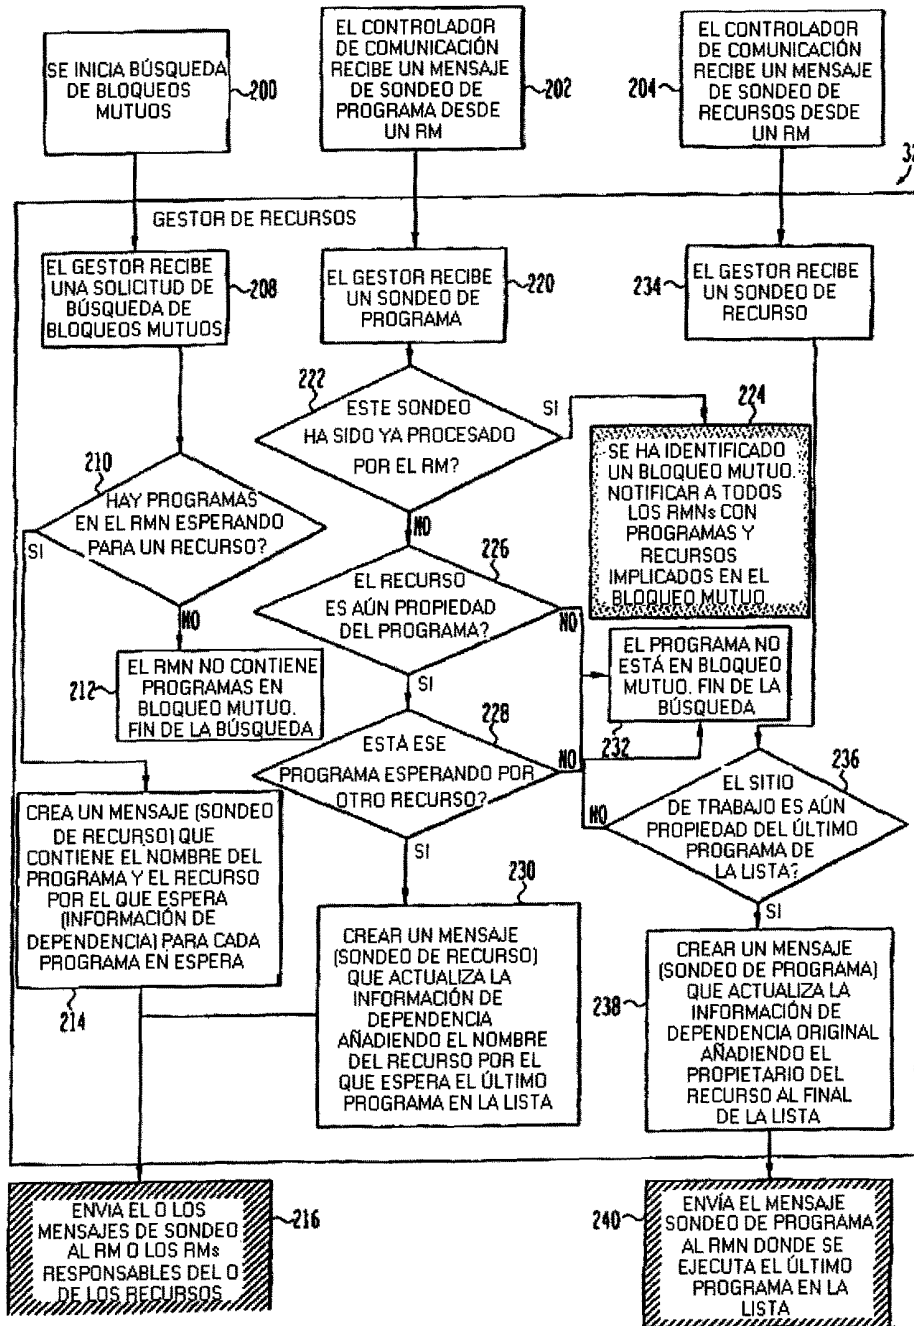 SE INICIA BÚSQUEDA
DE BLOQUEOS
MUTUOS
200
EL CONTROLADOR
DE COMUNICACIÓN
RECIBE UN MENSAJE
DE SONDEO DE
PROGRAMA DESDE
UN RM
202
EL CONTROLADOR
DE COMUNICACIÓN
RECIBE UN MENSAJE
DE SONDEO DE
RECURSOS DESDE
UN RM
204
GESTOR DE RECURSOS
EL GESTOR RECIBE
UNA SOLICITUD DE
BÚSQUEDA DE
BLOQUEOS MUTUOS
208
EL GESTOR RECIBE
UN SONDEO DE
PROGRAMA
220
EL GESTOR RECIBE
UN SONDEO DE
RECURSO
234
222
ESTE SONDEO
HA SIDO YA PROCESADO
POR EL RM?
SI
NO
224
SE HA IDENTIFICADO
UN BLOQUEO MUTUO.
NOTIFICAR A TODOS
LOS RMNs CON
PROGRAMAS Y
RECURSOS
IMPLICADOS EN EL
BLOQUEO MUTUO
210
HAY PROGRAMAS
EN EL RMN ESPERANDO
PARA UN RECURSO?
SI
NO
226
EL RECURSO
ES AÚN PROPIEDAD
DEL PROGRAMA?
NO
SI
212
EL RMN NO CONTIENE
PROGRAMAS EN
BLOQUEO MUTUO.
FIN DE LA BÚSQUEDA
EL PROGRAMA NO
ESTÁ EN BLOQUEO
MUTUO. FIN DE LA
BÚSQUEDA
232
228
ESTÁ ESE
PROGRAMA ESPERANDO POR
OTRO RECURSO?
NO
SI
236
EL SITIO
DE TRABAJO ES AÚN
PROPIEDAD DEL ÚLTIMO
PROGRAMA DE
LA LISTA?
NO
SI
CREA UN MENSAJE (SONDEO
DE RECURSO) QUE
CONTIENE EL NOMBRE DEL
PROGRAMA Y EL RECURSO
POR EL QUE ESPERA
(INFORMACIÓN DE
DEPENDENCIA) PARA CADA
PROGRAMA EN ESPERA
214
230
CREAR UN MENSAJE
(SONDEO DE RECURSO)
QUE ACTUALIZA LA
INFORMACIÓN DE
DEPENDENCIA
AÑADIENDO EL NOMBRE
DEL RECURSO POR EL
QUE ESPERA EL ÚLTIMO
PROGRAMA EN LA LISTA
238
CREAR UN MENSAJE
(SONDEO DE PROGRAMA)
QUE ACTUALIZA LA
INFORMACIÓN DE
DEPENDENCIA ORIGINAL
AÑADIENDO EL
PROPIETARIO DEL
RECURSO AL FINAL
DE LA LISTA
ENVIA EL O LOS
MENSAJES DE SONDEO
AL RM O LOS RMs
RESPONSABLES DEL O
DE LOS RECURSOS
216
240
ENVÍA EL MENSAJE
SONDEO DE PROGRAMA
AL RMN DONDE SE
EJECUTA EL ÚLTIMO
PROGRAMA EN LA
LISTA